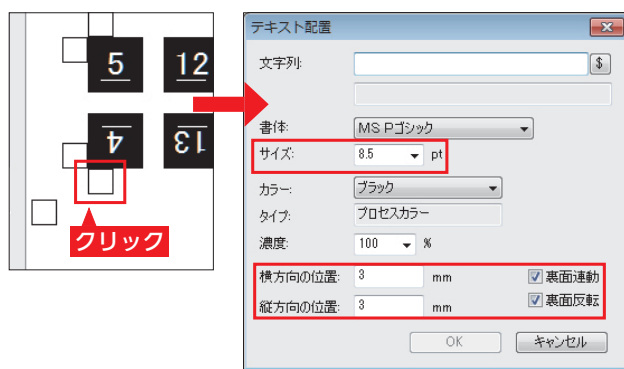 5 12
4 13
クリック
テキスト配置
文字列:
$
書体: MS Pゴシック
サイズ: 8.5 pt
カラー: ブラック
タイプ: プロセスカラー
濃度: 100 %
横方向の位置: 3 mm 裏面連動
縦方向の位置: 3 mm 裏面反転
OK キャンセル